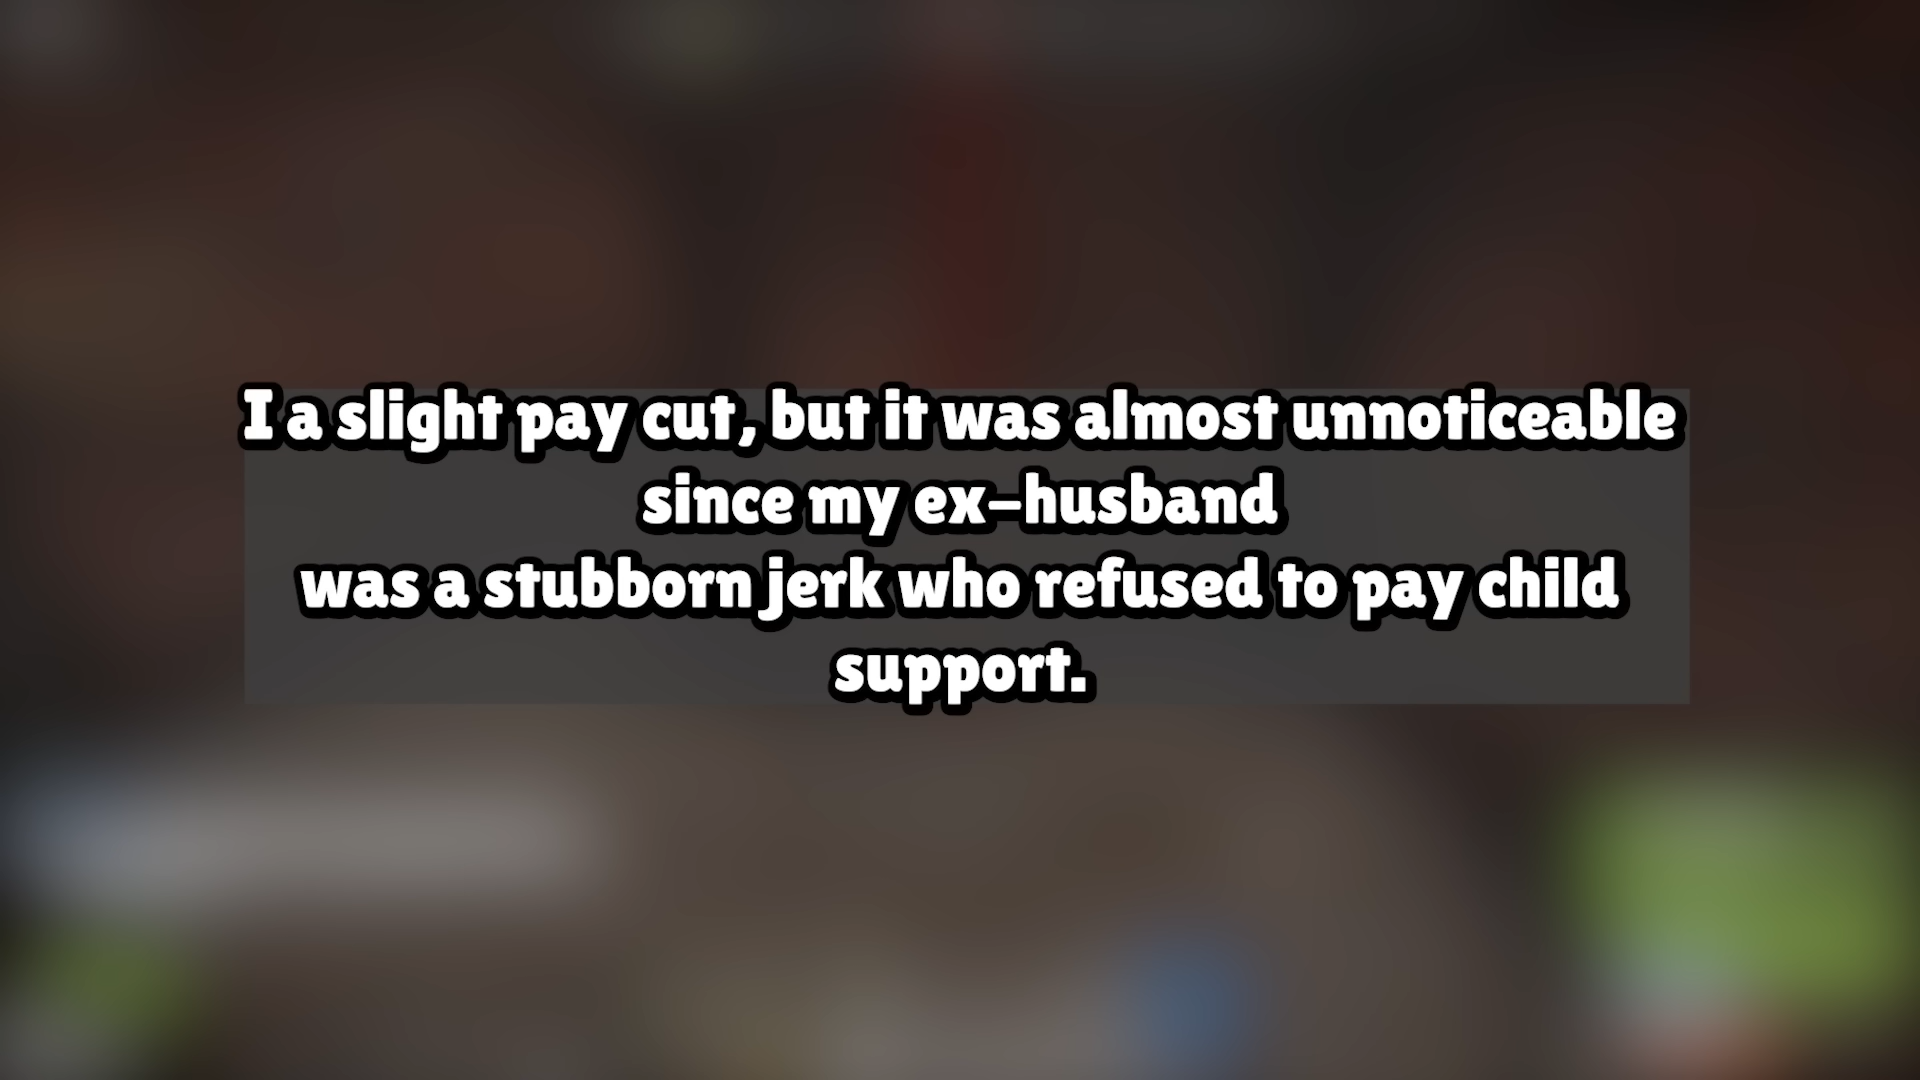 I a slight pay cut, but it was almost unnoticeable
since my ex-husband
was a stubborn jerk who refused to pay child
support.